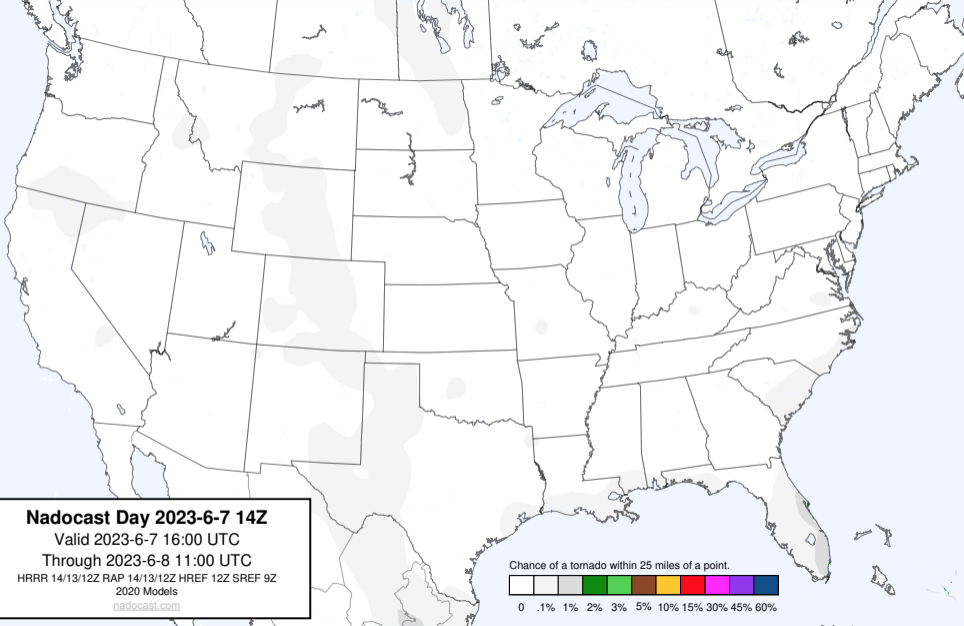 Nadocast Day 2023-6-7 14Z
Valid 2023-6-7 16:00 UTC
Through 2023-6-8 11:00 UTC
HRRR 14/13/12Z RAP 14/13/12Z HREF 12Z SREF 9Z
2020 Models
nadocast.com
Chance of a tornado within 25 miles of a point.
0 .1% 1% 2% 3% 5% 10% 15% 30% 45% 60%